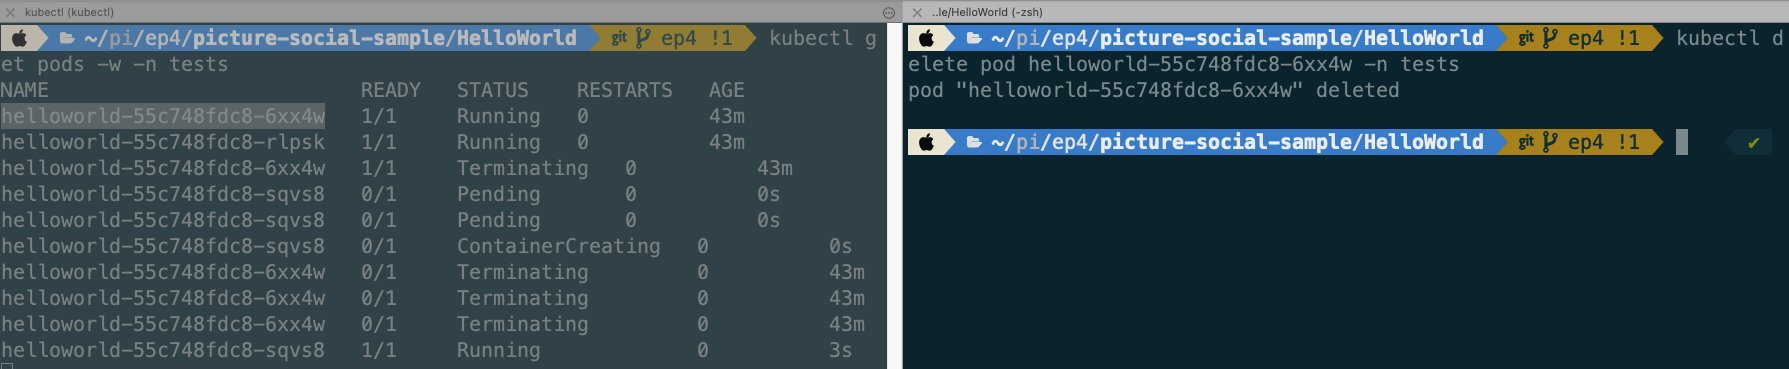 kubectl (kubectl)
~/pi/ep4/picture-social-sample/HelloWorld git ep4 !1 kubectl g
et pods -w -n tests
NAME READY STATUS RESTARTS AGE
helloworld-55c748fdc8-6xx4w 1/1 Running 0 43m
helloworld-55c748fdc8-rlpsk 1/1 Running 0 43m
helloworld-55c748fdc8-6xx4w 1/1 Terminating 0 43m
helloworld-55c748fdc8-sqvs8 0/1 Pending 0 0s
helloworld-55c748fdc8-sqvs8 0/1 Pending 0 0s
helloworld-55c748fdc8-sqvs8 0/1 ContainerCreating 0 0s
helloworld-55c748fdc8-6xx4w 0/1 Terminating 0 43m
helloworld-55c748fdc8-6xx4w 0/1 Terminating 0 43m
helloworld-55c748fdc8-6xx4w 0/1 Terminating 0 43m
helloworld-55c748fdc8-sqvs8 1/1 Running 0 3s
..le/HelloWorld (-zsh)
~/pi/ep4/picture-social-sample/HelloWorld git ep4 !1 kubectl d
elete pod helloworld-55c748fdc8-6xx4w -n tests
pod "helloworld-55c748fdc8-6xx4w" deleted
~/pi/ep4/picture-social-sample/HelloWorld git ep4 !1 ✔